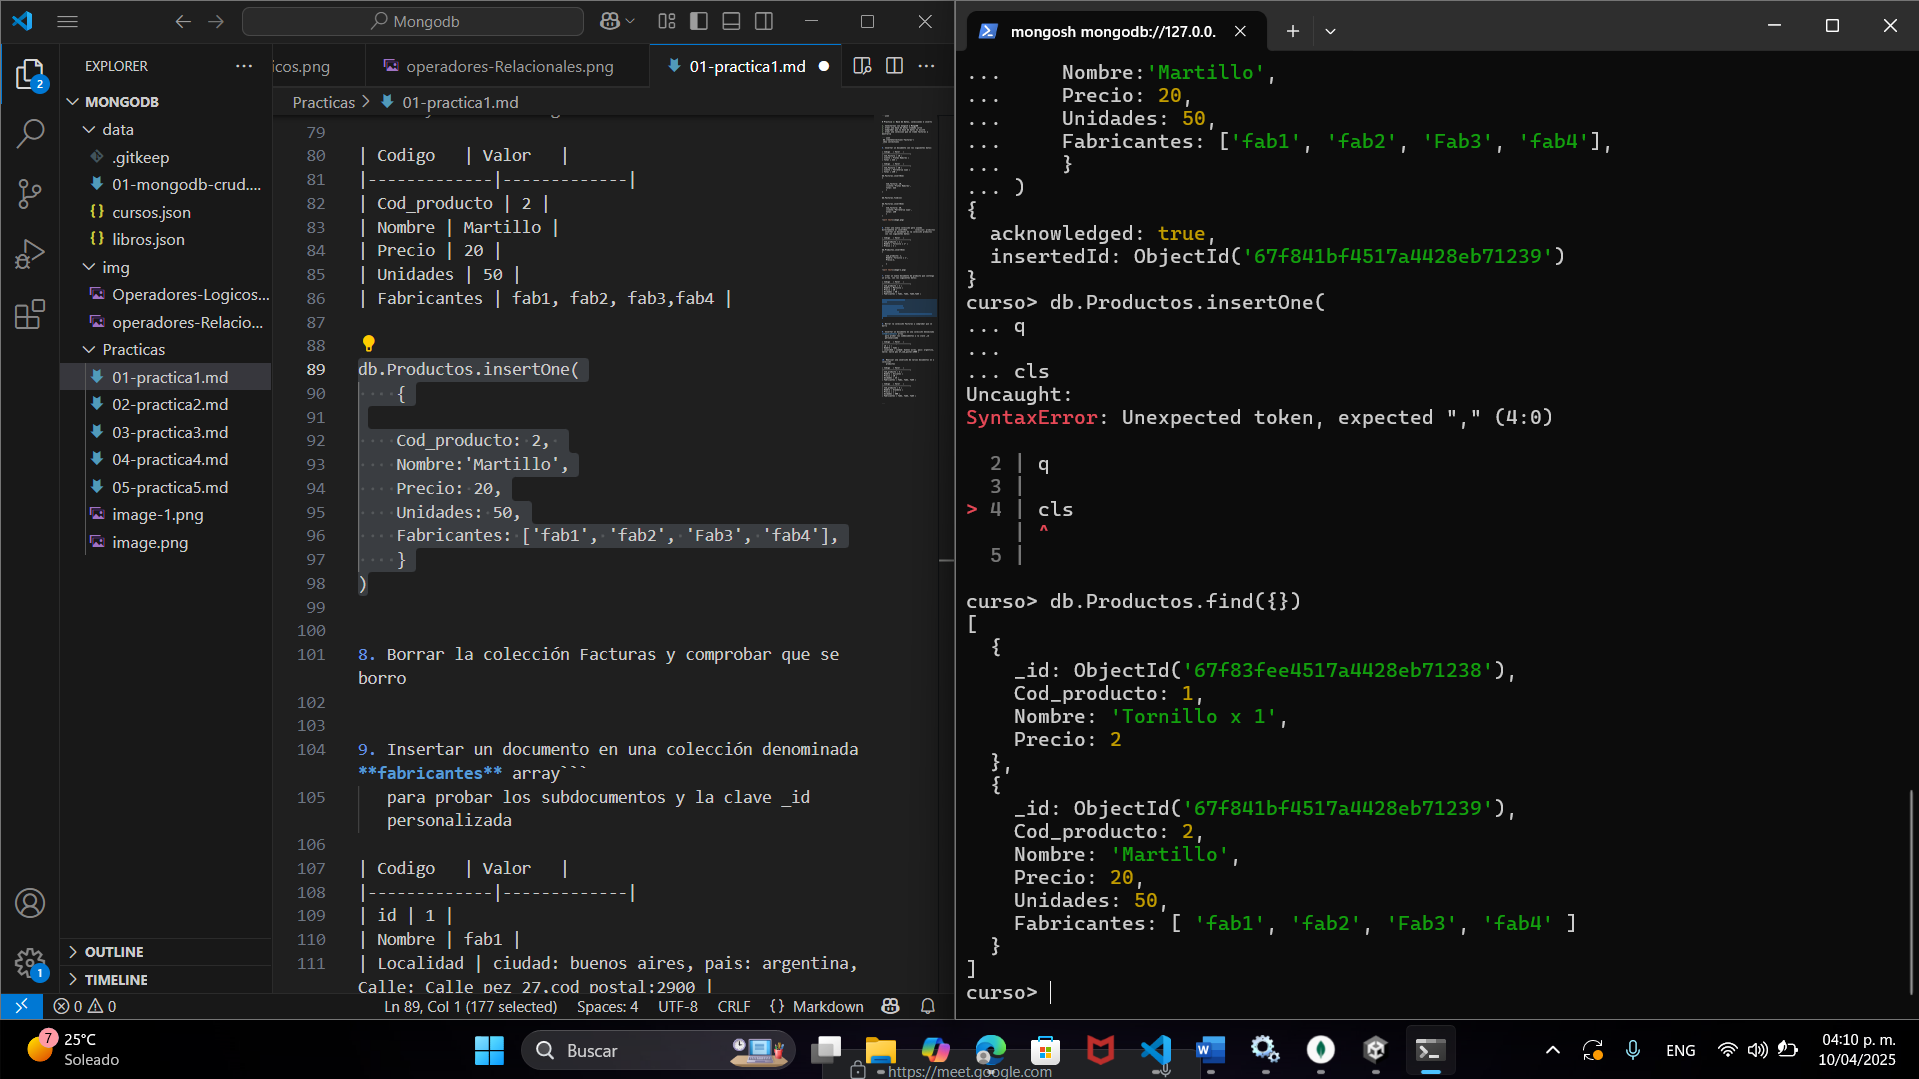 Mongodb
EXPLORER
MONGODB
data
.gitkeep
01-mongodb-crud....
cursos.json
libros.json
img
Operadores-Logicos...
operadores-Relacio...
Practicas
01-practica1.md
02-practica2.md
03-practica3.md
04-practica4.md
05-practica5.md
image-1.png
image.png
OUTLINE
TIMELINE
2
1
icos.png
operadores-Relacionales.png
01-practica1.md
Practicas > 01-practica1.md
79
80 | Codigo | Valor |
81 |-------------|-------------|
82 | Cod_producto | 2 |
83 | Nombre | Martillo |
84 | Precio | 20 |
85 | Unidades | 50 |
86 | Fabricantes | fab1, fab2, fab3,fab4 |
87
88
89 db.Productos.insertOne(
90 {
91
92 Cod_producto: 2,
93 Nombre:'Martillo',
94 Precio: 20,
95 Unidades: 50,
96 Fabricantes: ['fab1', 'fab2', 'Fab3', 'fab4'],
97 }
98 )
99
100
101 8. Borrar la colección Facturas y comprobar que se
borro
102
103
104 9. Insertar un documento en una colección denominada
**fabricantes** array```
105 para probar los subdocumentos y la clave _id
personalizada
106
107 | Codigo | Valor |
108 |-------------|-------------|
109 | id | 1 |
110 | Nombre | fab1 |
111 | Localidad | ciudad: buenos aires, pais: argentina,
Calle: Calle pez 27,cod postal:2900 |
0 0
Ln 89, Col 1 (177 selected) Spaces: 4 UTF-8 CRLF {} Markdown
mongosh mongodb://127.0.0.
... Nombre:'Martillo',
... Precio: 20,
... Unidades: 50,
... Fabricantes: ['fab1', 'fab2', 'Fab3', 'fab4'],
... }
... )
{
acknowledged: true,
insertedId: ObjectId('67f841bf4517a4428eb71239')
}
curso> db.Productos.insertOne(
... q
...
... cls
Uncaught:
SyntaxError: Unexpected token, expected "," (4:0)
2 | q
3 |
> 4 | cls
| ^
5 |
curso> db.Productos.find({})
[
{
_id: ObjectId('67f83fee4517a4428eb71238'),
Cod_producto: 1,
Nombre: 'Tornillo x 1',
Precio: 2
},
{
_id: ObjectId('67f841bf4517a4428eb71239'),
Cod_producto: 2,
Nombre: 'Martillo',
Precio: 20,
Unidades: 50,
Fabricantes: [ 'fab1', 'fab2', 'Fab3', 'fab4' ]
}
]
curso>
7
25°C
Soleado
Buscar
https://meet.google.com
ENG
04:10 p. m.
10/04/2025